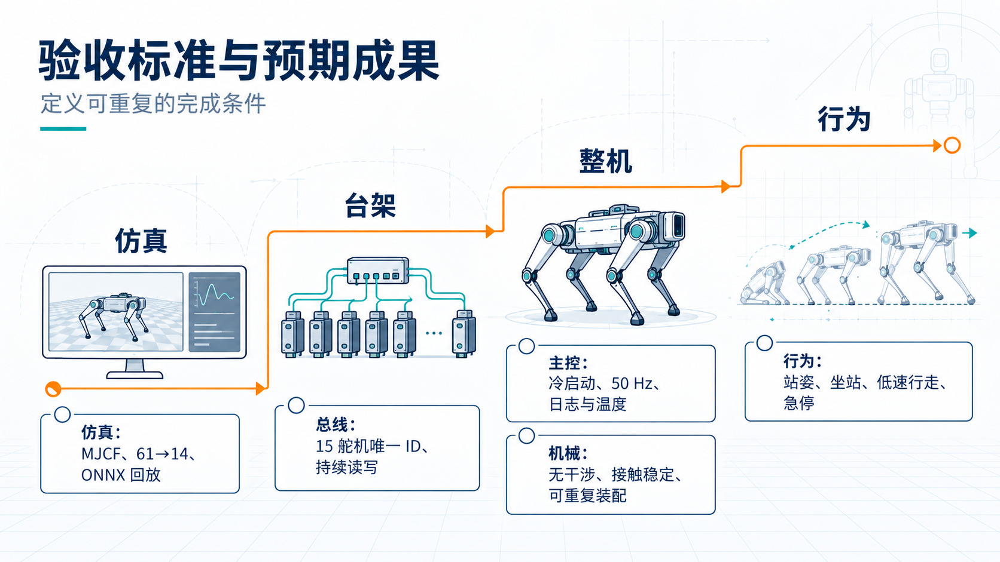 验收标准与预期成果
定义可重复的完成条件
仿真
台架
整机
行为
仿真：
MJCF、61→14、
ONNX 回放
总线：
15 舵机唯一 ID、
持续读写
主控：
冷启动、50 Hz、
日志与温度
机械：
无干涉、接触稳定、
可重复装配
行为：
站姿、坐站、低速行走、
急停